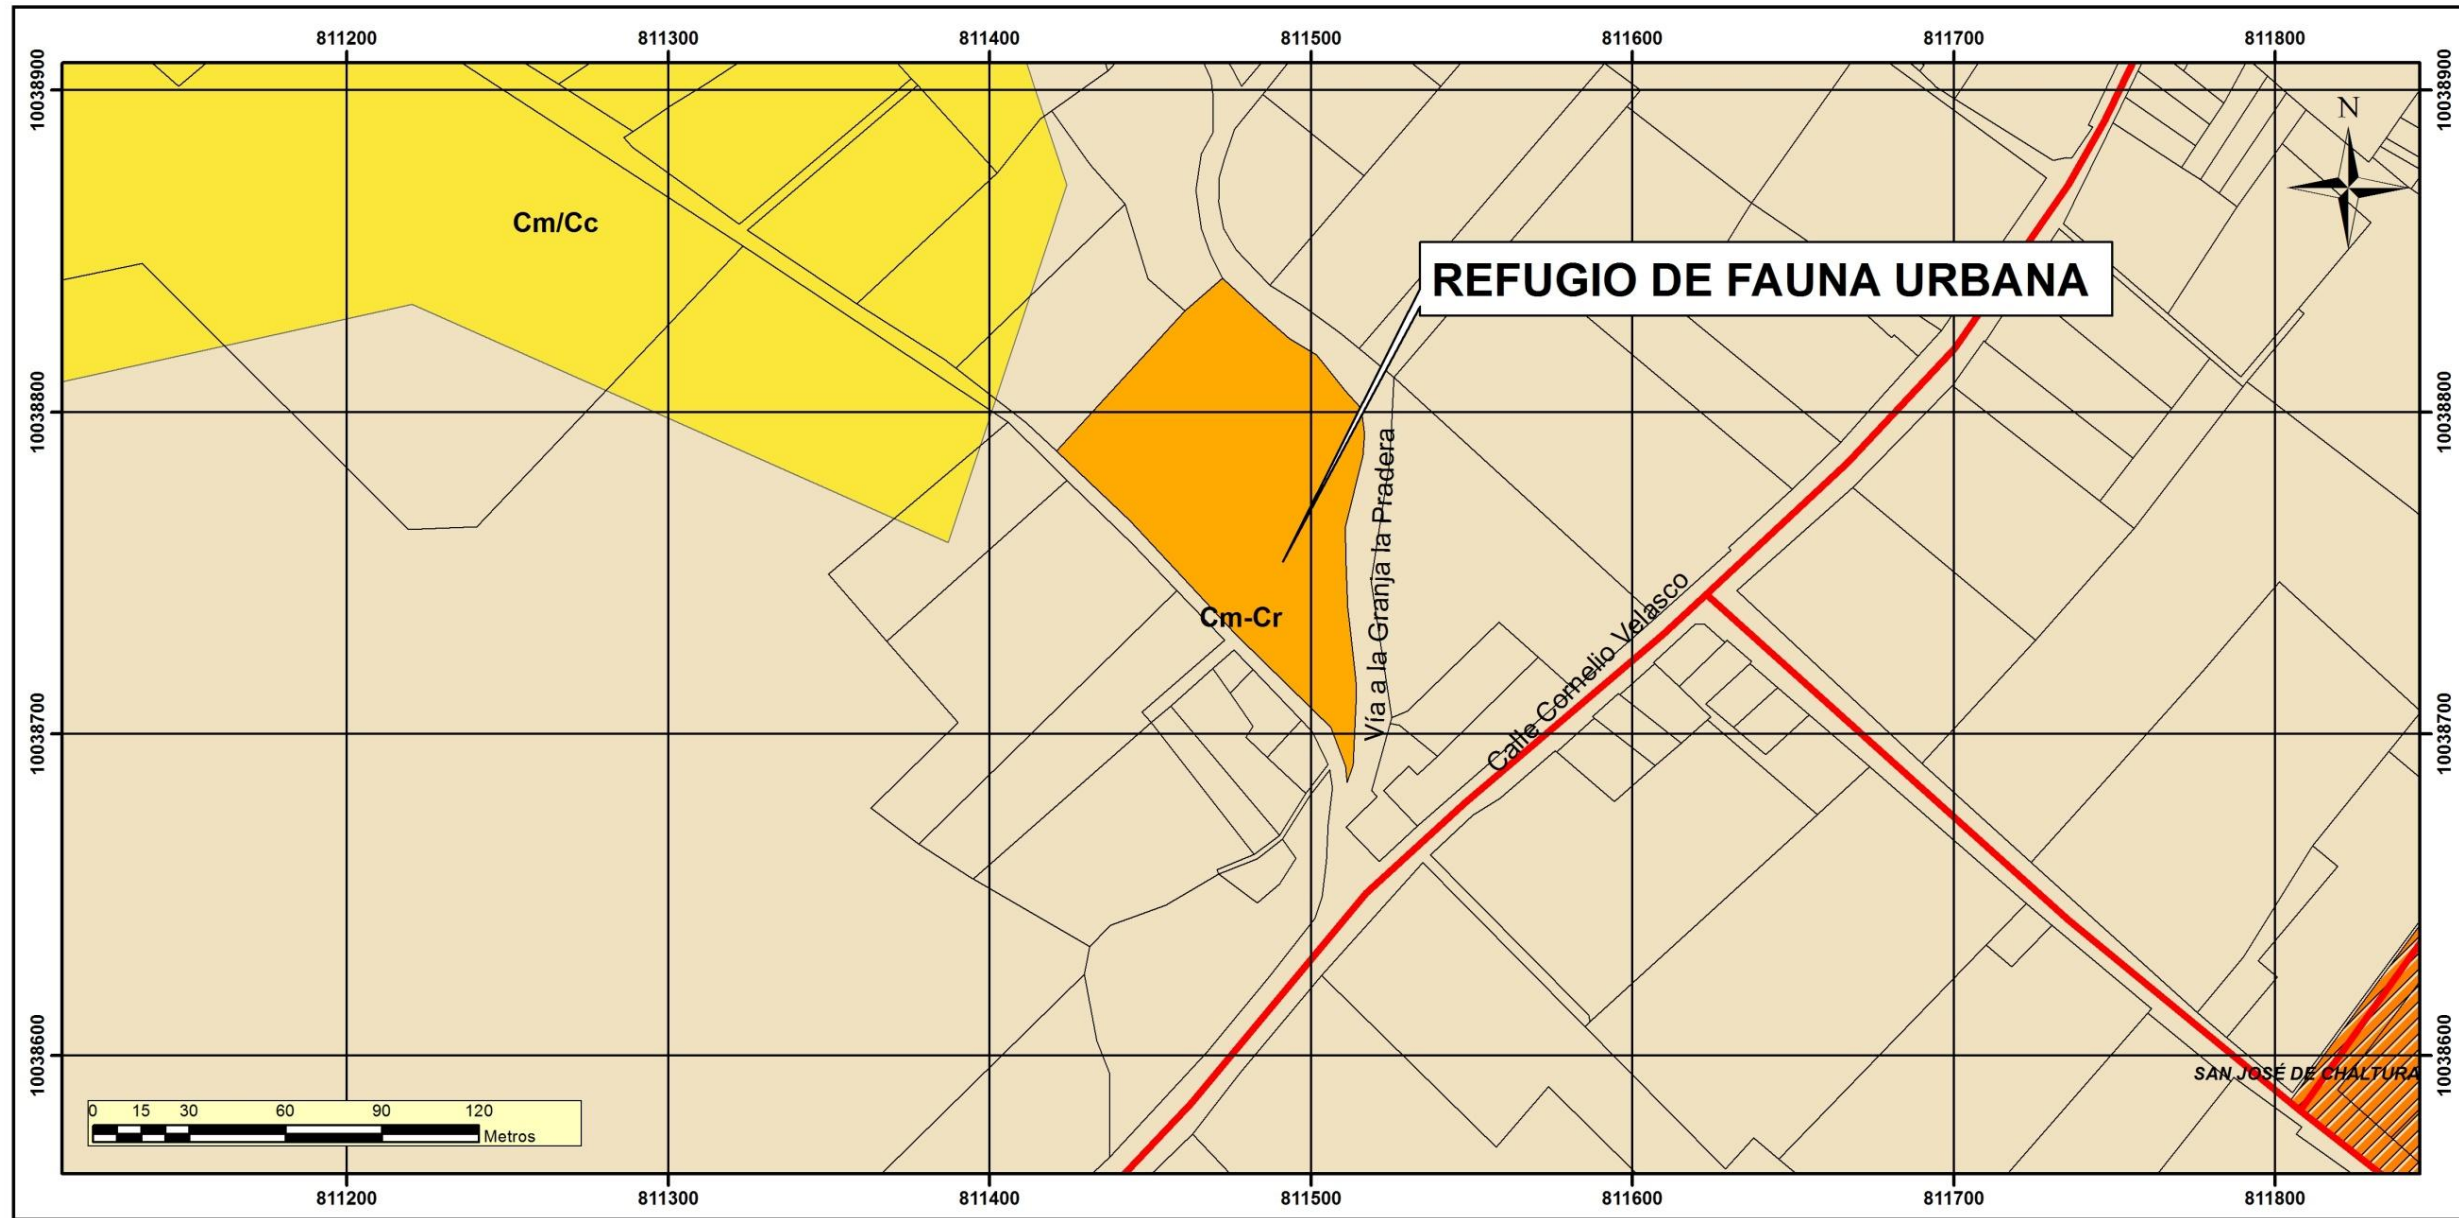 811200 811300 811400 811500 811600 811700 811800
10038900 10038900
N
Cm/Cc
REFUGIO DE FAUNA URBANA
10038800 10038800
Vía a la Granja la Pradera
Cm-Cr
Calle Cornelio Velasco
10038700 10038700
10038600 10038600
SAN JOSÉ DE CHALTURA
0 15 30 60 90 120
Metros
811200 811300 811400 811500 811600 811700 811800